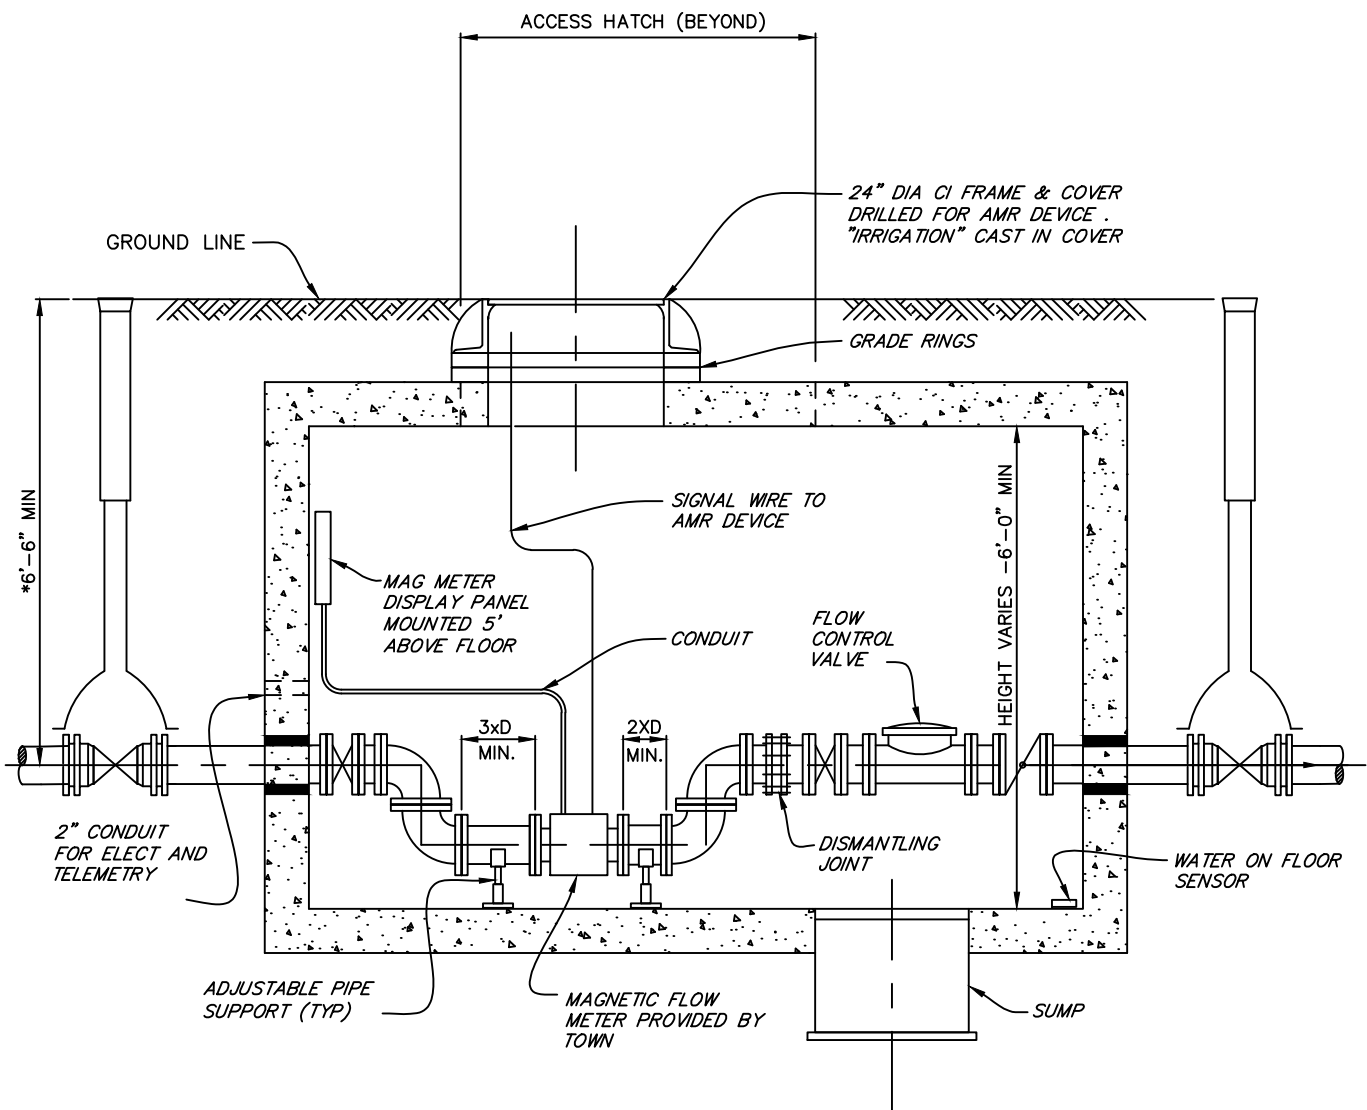 ACCESS HATCH (BEYOND)
24" DIA CI FRAME & COVER
DRILLED FOR AMR DEVICE .
"IRRIGATION" CAST IN COVER
GROUND LINE
GRADE RINGS
*6'-6" MIN
SIGNAL WIRE TO
AMR DEVICE
HEIGHT VARIES -6'-0" MIN
MAG METER
DISPLAY PANEL
MOUNTED 5'
ABOVE FLOOR
CONDUIT
FLOW
CONTROL
VALVE
3xD
MIN.
2XD
MIN.
2" CONDUIT
FOR ELECT AND
TELEMETRY
DISMANTLING
JOINT
WATER ON FLOOR
SENSOR
ADJUSTABLE PIPE
SUPPORT (TYP)
MAGNETIC FLOW
METER PROVIDED BY
TOWN
SUMP